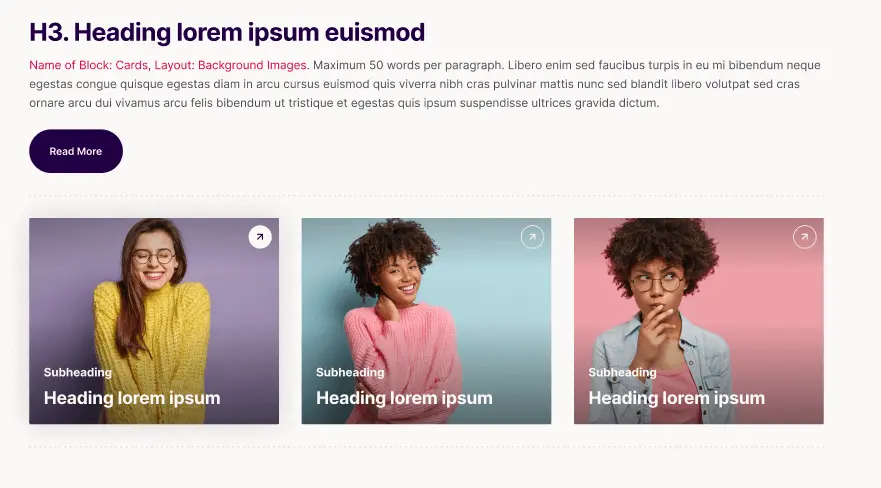 H3. Heading lorem ipsum euismod
Name of Block: Cards, Layout: Background Images. Maximum 50 words per paragraph. Libero enim sed faucibus turpis in eu mi bibendum neque
egestas congue quisque egestas diam in arcu cursus euismod quis viverra nibh cras pulvinar mattis nunc sed blandit libero volutpat sed cras
ornare arcu dui vivamus arcu felis bibendum ut tristique et egestas quis ipsum suspendisse ultrices gravida dictum.
Read More
Subheading
Heading lorem ipsum
Subheading
Heading lorem ipsum
Subheading
Heading lorem ipsum